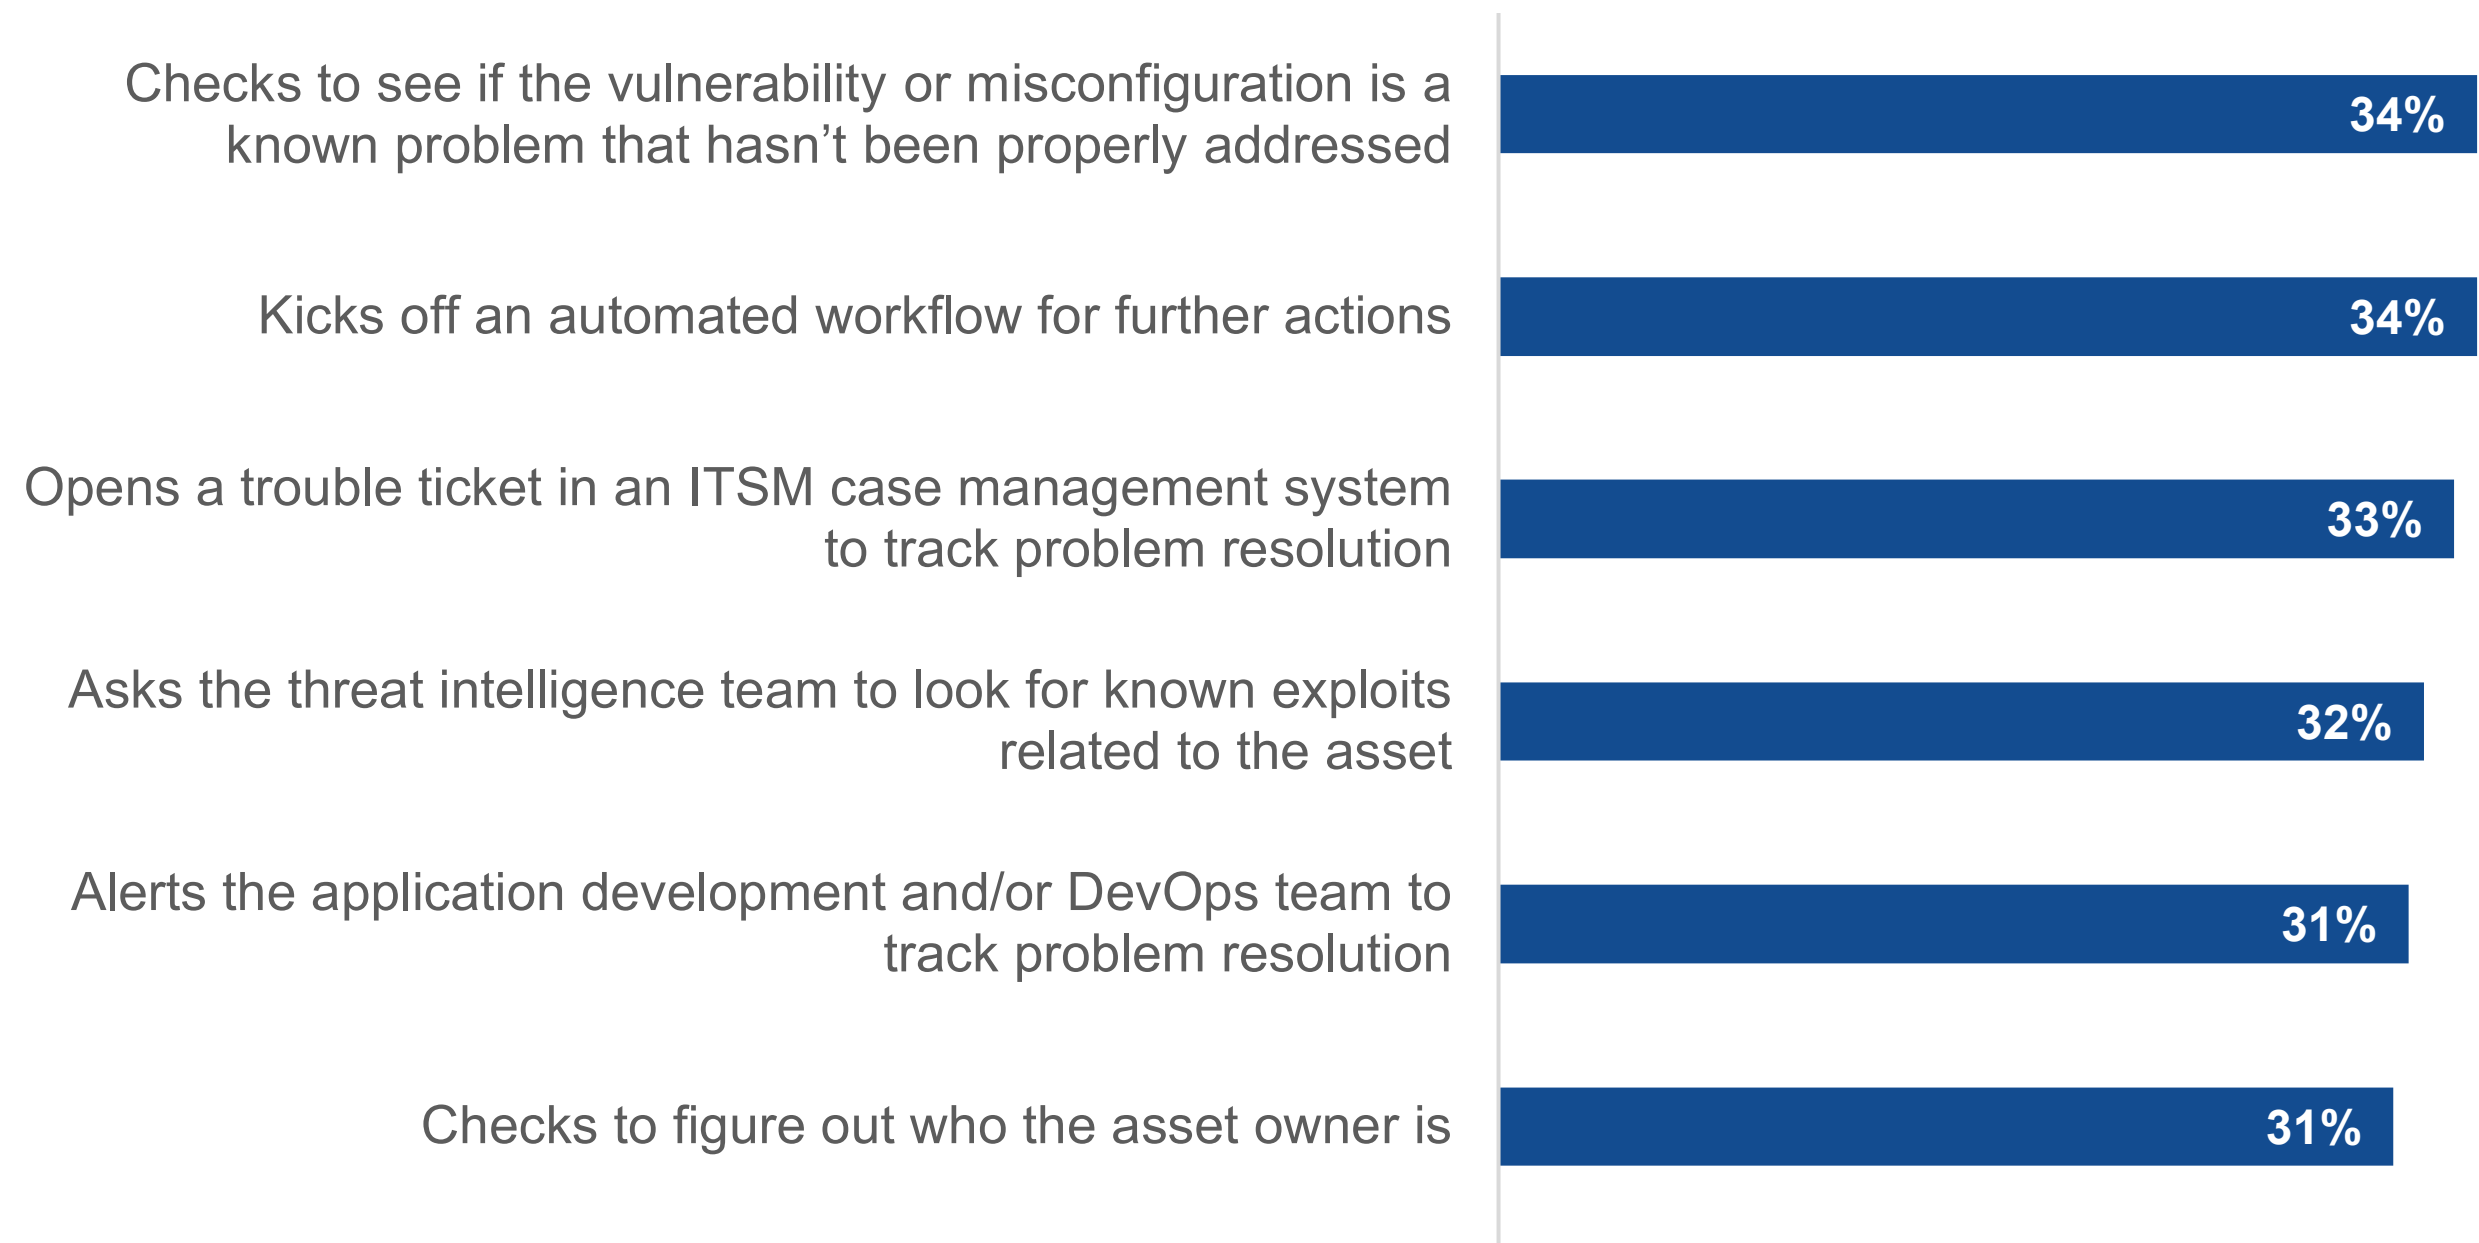 Checks to see if the vulnerability or misconfiguration is a
known problem that hasn’t been properly addressed
34%
Kicks off an automated workflow for further actions
34%
Opens a trouble ticket in an ITSM case management system
to track problem resolution
33%
Asks the threat intelligence team to look for known exploits
related to the asset
32%
Alerts the application development and/or DevOps team to
track problem resolution
31%
Checks to figure out who the asset owner is
31%